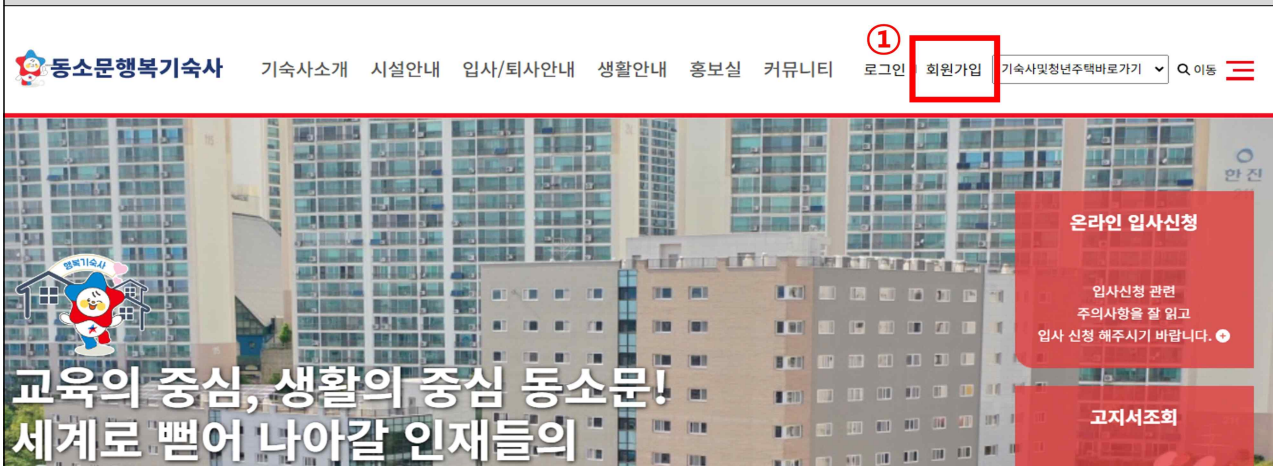 ①
동소문행복기숙사 기숙사소개 시설안내 입사/퇴사안내 생활안내 홍보실 커뮤니티 로그인 회원가입 기숙사및청년주택바로가기 이동
한진
온라인 입사신청
행복기숙사
입사신청 관련
주의사항을 잘 읽고
입사 신청 해주시기 바랍니다.
교육의 중심, 생활의 중심 동소문!
고지서조회
세계로 뻗어 나아갈 인재들의